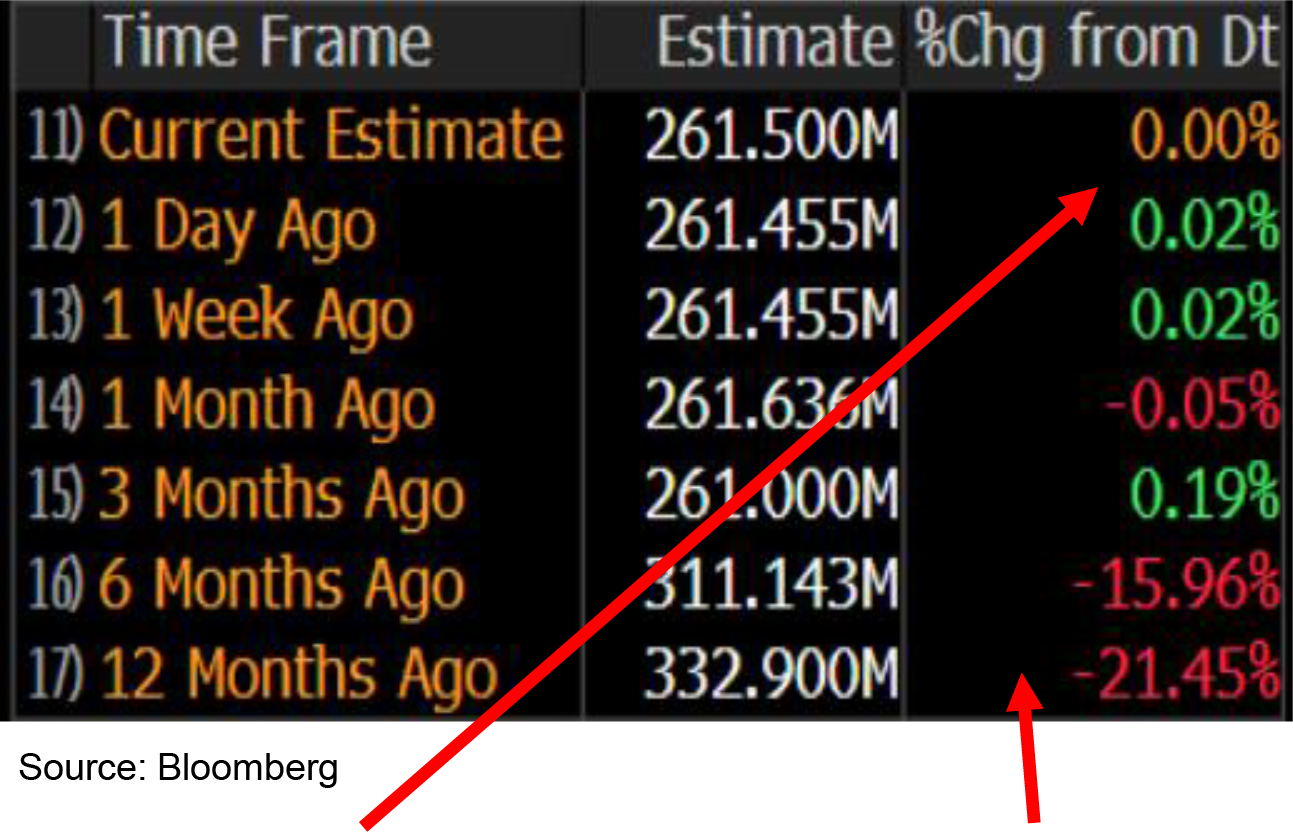 Time Frame Estimate %Chg from Dt
11) Current Estimate 261.500M 0.00%
12) 1 Day Ago 261.455M 0.02%
13) 1 Week Ago 261.455M 0.02%
14) 1 Month Ago 261.636M -0.05%
15) 3 Months Ago 261.000M 0.19%
16) 6 Months Ago 311.143M -15.96%
17) 12 Months Ago 332.900M -21.45%
Source: Bloomberg